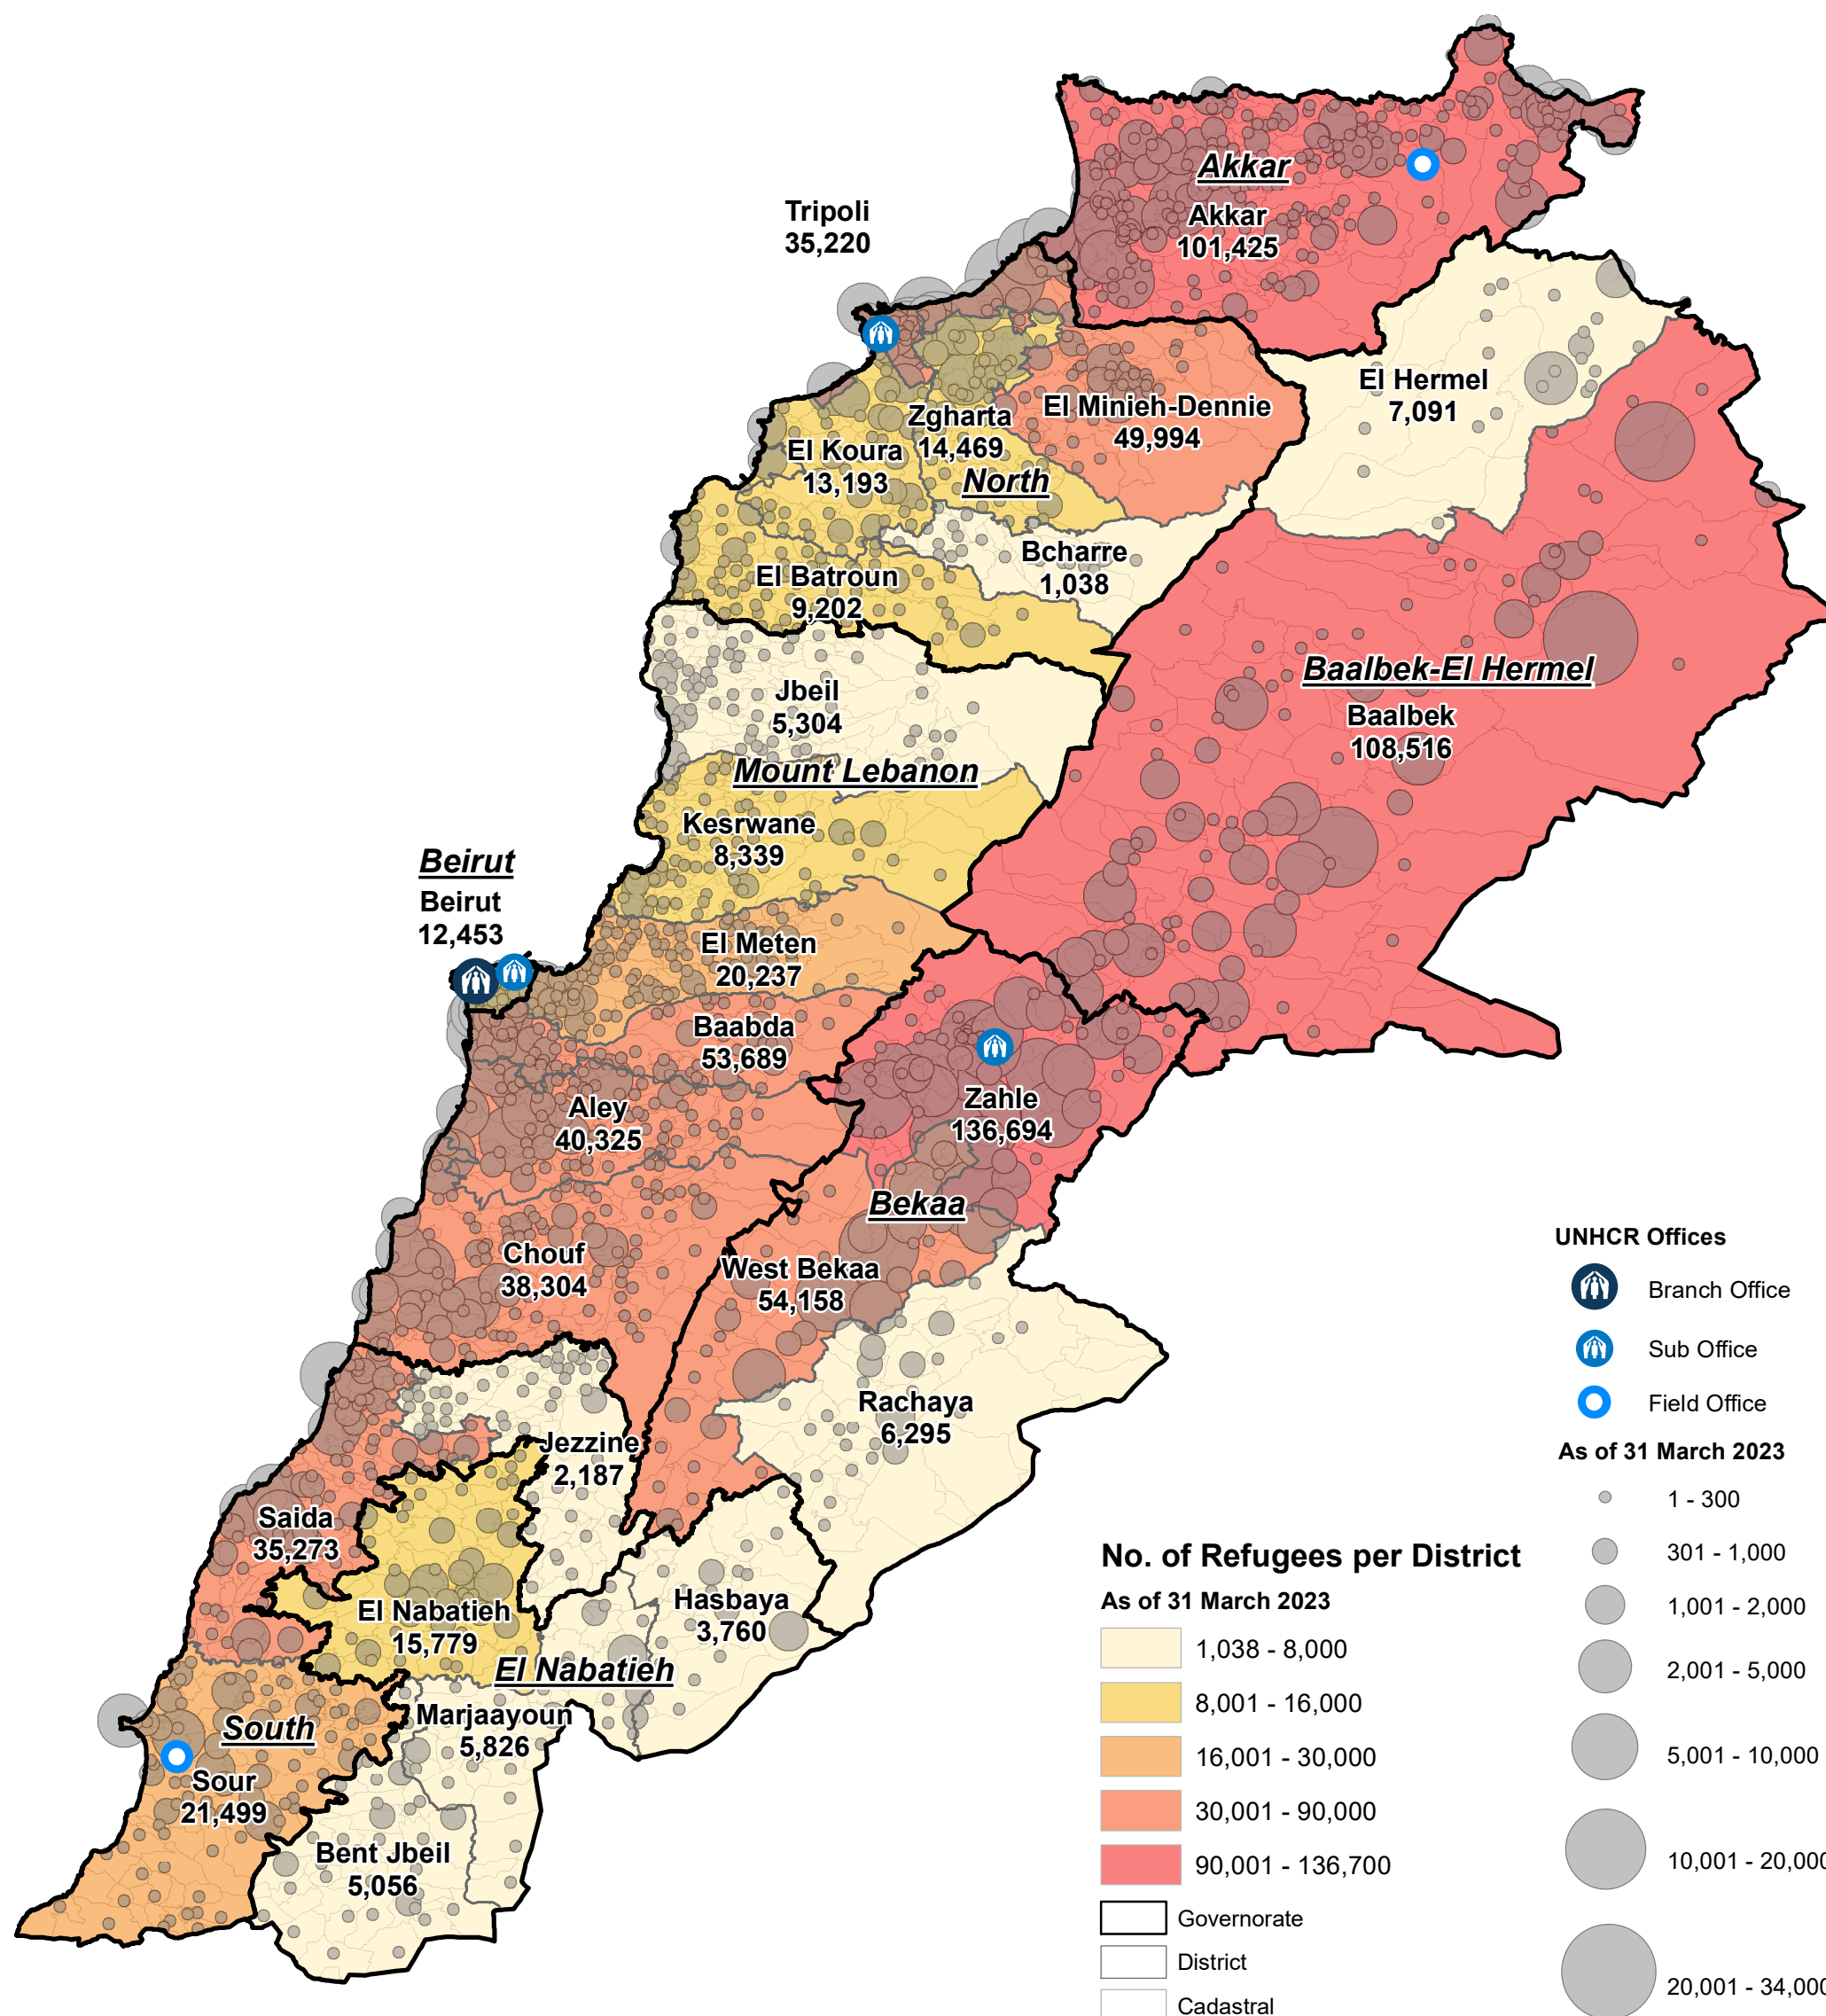 Akkar
Akkar
101,425
Tripoli
35,220
El Hermel
7,091
Zgharta
14,469
El Minieh-Dennie
49,994
El Koura
13,193
North
Bcharre
1,038
El Batroun
9,202
Baalbek-El Hermel
Baalbek
108,516
Jbeil
5,304
Mount Lebanon
Kesrwane
8,339
Beirut
Beirut
12,453
El Meten
20,237
Baabda
53,689
Aley
40,325
Zahle
136,694
Bekaa
Chouf
38,304
West Bekaa
54,158
Rachaya
6,295
Jezzine
2,187
Saida
35,273
El Nabatieh
15,779
Hasbaya
3,760
El Nabatieh
Marjaayoun
5,826
South
Sour
21,499
Bent Jbeil
5,056
UNHCR Offices
Branch Office
Sub Office
Field Office
As of 31 March 2023
1 - 300
301 - 1,000
1,001 - 2,000
2,001 - 5,000
5,001 - 10,000
10,001 - 20,000
20,001 - 34,000
No. of Refugees per District
As of 31 March 2023
1,038 - 8,000
8,001 - 16,000
16,001 - 30,000
30,001 - 90,000
90,001 - 136,700
Governorate
District
Cadastral